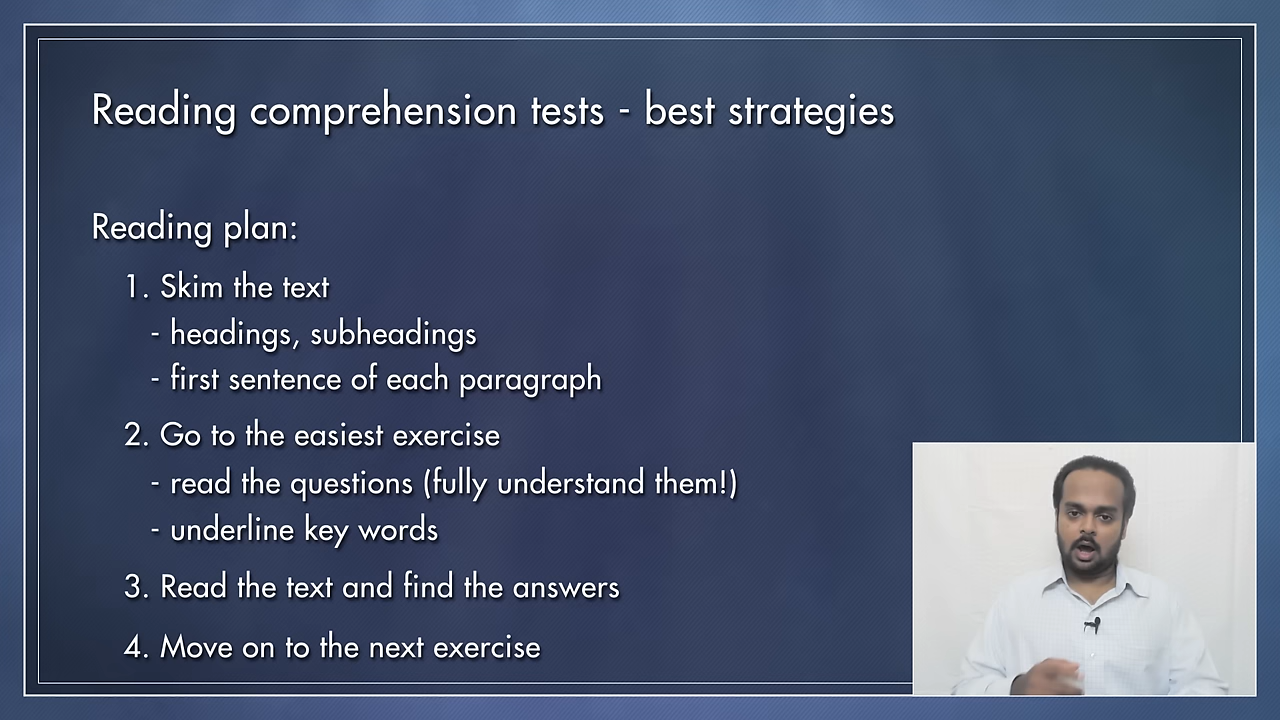 Reading comprehension tests - best strategies
Reading plan:
1. Skim the text
- headings, subheadings
- first sentence of each paragraph
2. Go to the easiest exercise
- read the questions (fully understand them!)
- underline key words
3. Read the text and find the answers
4. Move on to the next exercise